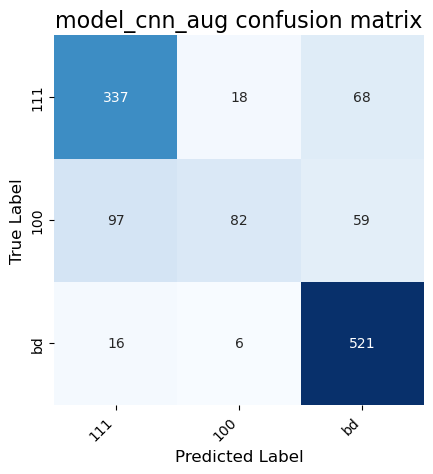 model_cnn_aug confusion matrix
True Label
111
337 18 68
100
97 82 59
bd
16 6 521
111 100 bd
Predicted Label